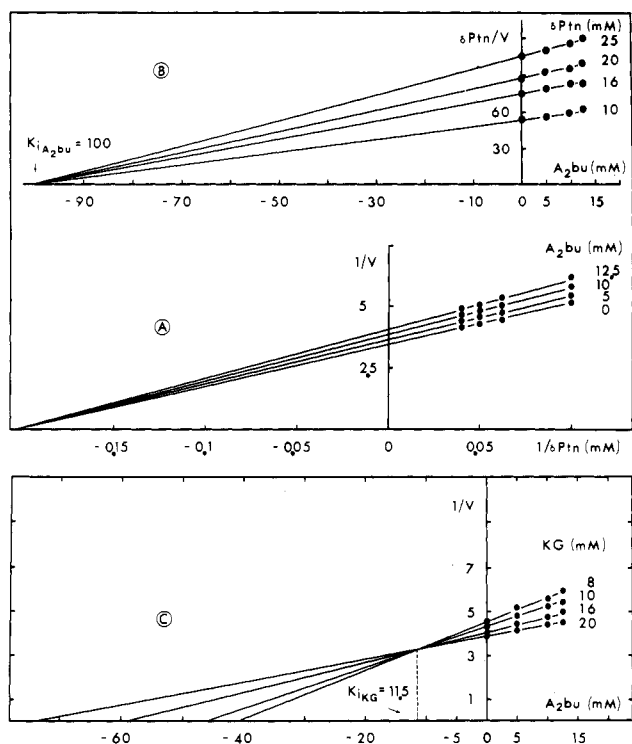 δPtn/V
δPtn (mM)
25
20
16
10
B
Ki A₂bu = 100
60
30
A₂bu (mM)
-90 -70 -50 -30 -10 0 5 10 15 20
A₂bu (mM)
12,5
10
5
0
1/V
5
2,5
A
-0,15 -0,1 -0,05 0 0,05
1/δPtn (mM)
1/V
KG (mM)
8
10
16
20
7
5
3
1
C
Ki KG = 11,5
A₂bu (mM)
-60 -40 -20 -5 0 5 10 15